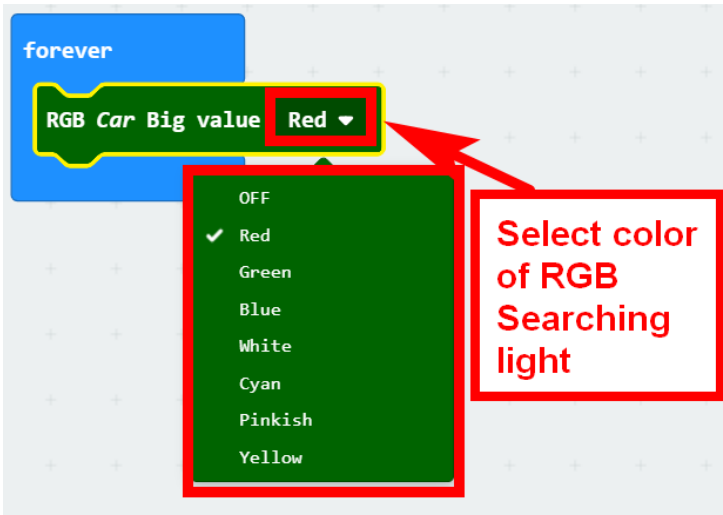 forever
RGB Car Big value Red
OFF
Red
Green
Blue
White
Cyan
Pinkish
Yellow
Select color
of RGB
Searching
light